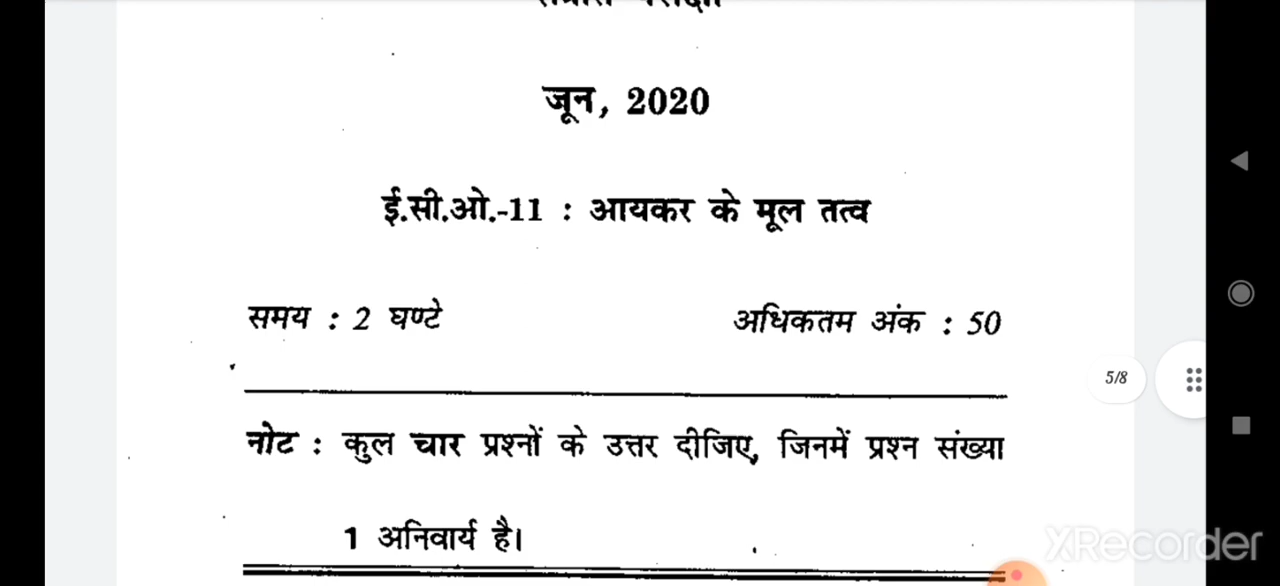 जून, 2020
ई.सी.ओ.-11 : आयकर के मूल तत्व
समय : 2 घण्टे अधिकतम अंक : 50
5/8
नोट : कुल चार प्रश्नों के उत्तर दीजिए, जिनमें प्रश्न संख्या
1 अनिवार्य है।
XRecorder